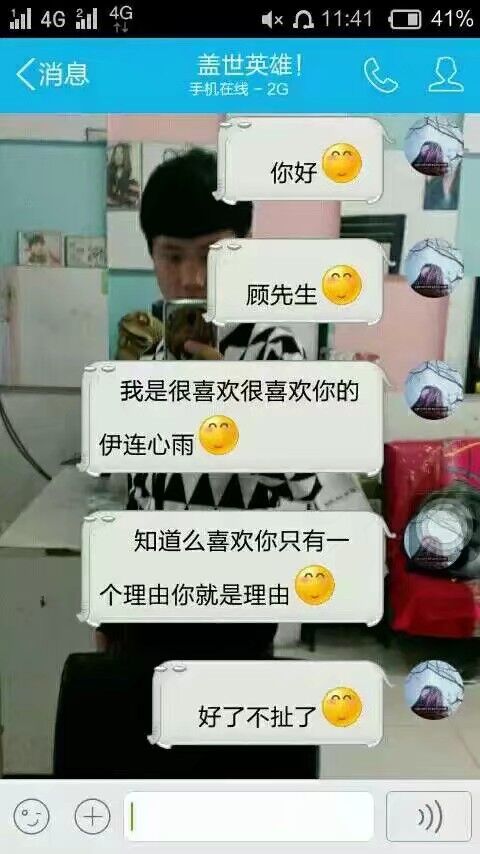 4G 4G 11:41 41%
消息
盖世英雄!
手机在线 - 2G
你好
顾先生
我是很喜欢很喜欢你的
伊连心雨
知道么喜欢你只有一
个理由你就是理由
好了不扯了